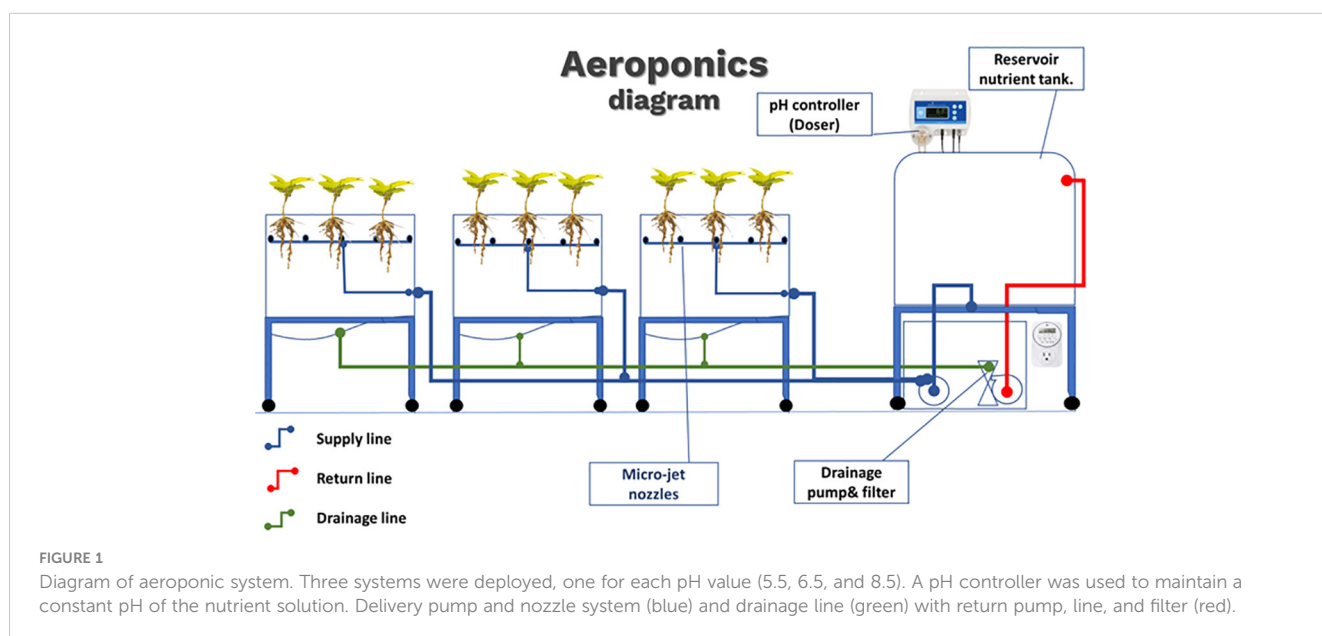 Aeroponics
diagram
Reservoir
nutrient tank.
pH controller
(Doser)
Supply line
Return line
Drainage line
Micro-jet
nozzles
Drainage
pump& filter
FIGURE 1
Diagram of aeroponic system. Three systems were deployed, one for each pH value (5.5, 6.5, and 8.5). A pH controller was used to maintain a
constant pH of the nutrient solution. Delivery pump and nozzle system (blue) and drainage line (green) with return pump, line, and filter (red).